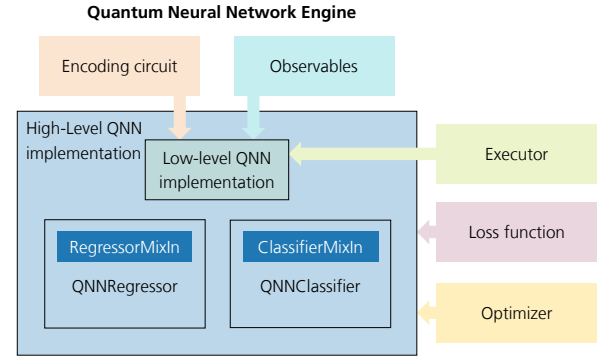 Quantum Neural Network Engine
Encoding circuit
Observables
High-Level QNN
implementation
Low-level QNN
implementation
Executor
RegressorMixIn
QNNRegressor
ClassifierMixIn
QNNClassifier
Loss function
Optimizer